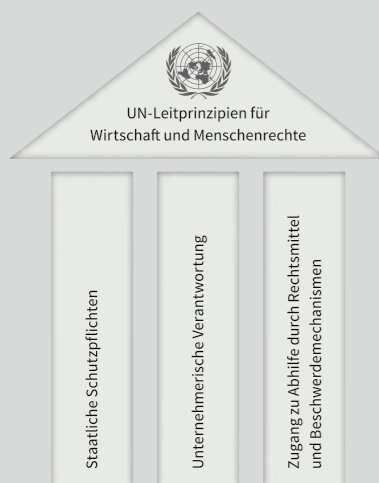 UN-Leitprinzipien für
Wirtschaft und Menschenrechte
Staatliche Schutzpflichten
Unternehmerische Verantwortung
Zugang zu Abhilfe durch Rechtsmittel
und Beschwerdemechanismen